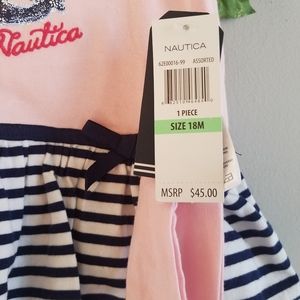 Nautica
NAUTICA
62E00016-99 ASSORTED
1 PIECE
SIZE 18M
MSRP $45.00